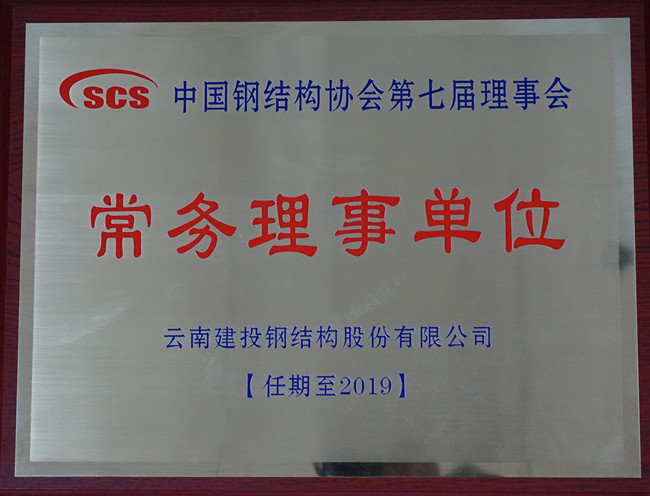 SCS 中国钢结构协会第七届理事会
常务理事单位
云南建投钢结构股份有限公司
【任期至2019】